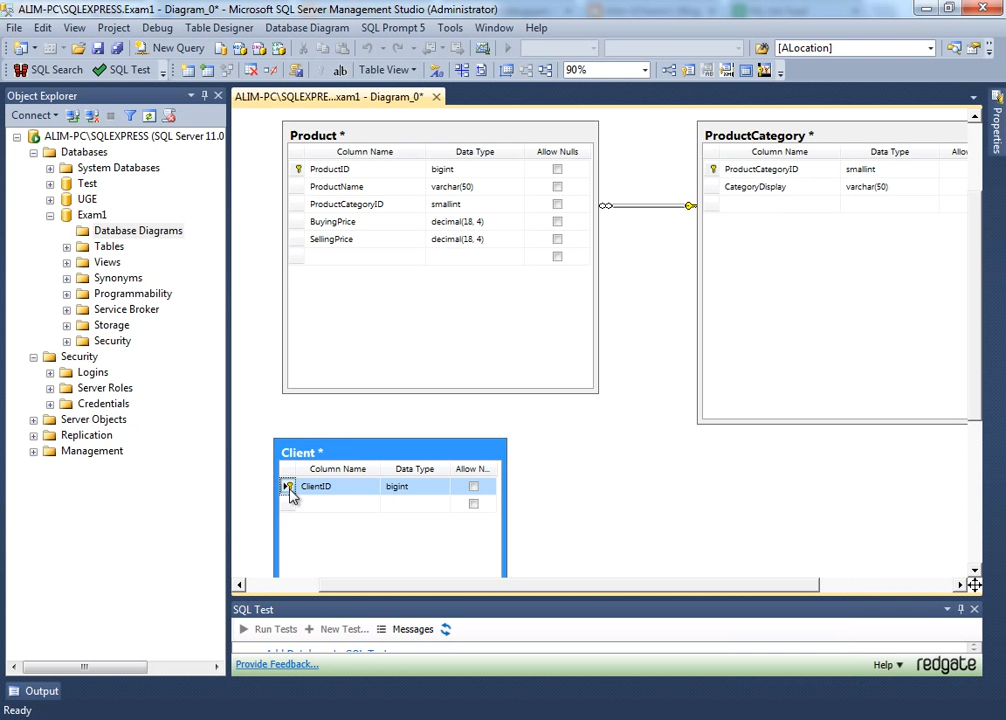 ALIM-PC\SQLEXPRESS.Exam1 - Diagram_0* - Microsoft SQL Server Management Studio (Administrator)
File Edit View Project Debug Table Designer Database Diagram SQL Prompt 5 Tools Window Help
New Query [ALocation]
SQL Search SQL Test Table View 90%
Object Explorer
ALIM-PC\SQLEXPRE...xam1 - Diagram_0*
Properties
Connect
ALIM-PC\SQLEXPRESS (SQL Server 11.0
Databases
System Databases
Test
UGE
Exam1
Database Diagrams
Tables
Views
Synonyms
Programmability
Service Broker
Storage
Security
Security
Logins
Server Roles
Credentials
Server Objects
Replication
Management
Product *
Column Name Data Type Allow Nulls
ProductID bigint
ProductName varchar(50)
ProductCategoryID smallint
BuyingPrice decimal(18, 4)
SellingPrice decimal(18, 4)
ProductCategory *
Column Name Data Type Allo
ProductCategoryID smallint
CategoryDisplay varchar(50)
Client *
Column Name Data Type Allow N...
ClientID bigint
SQL Test
Run Tests New Test... Messages
Provide Feedback...
Help redgate
Output
Ready